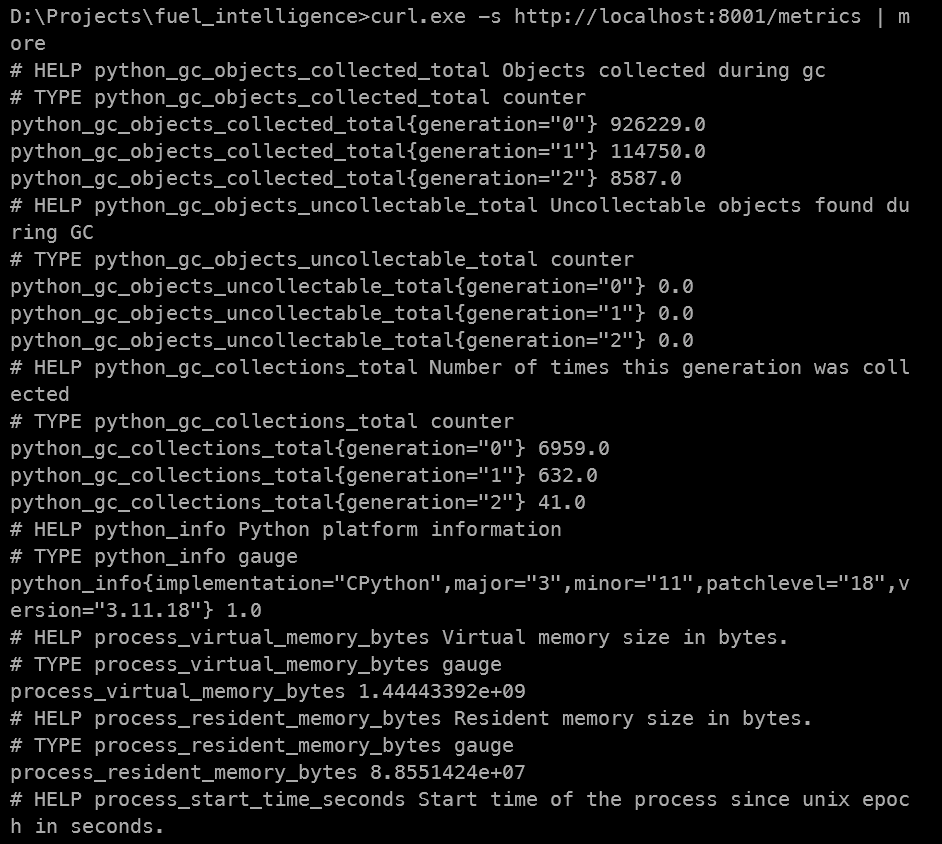 D:\Projects\fuel_intelligence>curl.exe -s http://localhost:8001/metrics | m
ore
# HELP python_gc_objects_collected_total Objects collected during gc
# TYPE python_gc_objects_collected_total counter
python_gc_objects_collected_total{generation="0"} 926229.0
python_gc_objects_collected_total{generation="1"} 114750.0
python_gc_objects_collected_total{generation="2"} 8587.0
# HELP python_gc_objects_uncollectable_total Uncollectable objects found du
ring GC
# TYPE python_gc_objects_uncollectable_total counter
python_gc_objects_uncollectable_total{generation="0"} 0.0
python_gc_objects_uncollectable_total{generation="1"} 0.0
python_gc_objects_uncollectable_total{generation="2"} 0.0
# HELP python_gc_collections_total Number of times this generation was coll
ected
# TYPE python_gc_collections_total counter
python_gc_collections_total{generation="0"} 6959.0
python_gc_collections_total{generation="1"} 632.0
python_gc_collections_total{generation="2"} 41.0
# HELP python_info Python platform information
# TYPE python_info gauge
python_info{implementation="CPython",major="3",minor="11",patchlevel="18",v
ersion="3.11.18"} 1.0
# HELP process_virtual_memory_bytes Virtual memory size in bytes.
# TYPE process_virtual_memory_bytes gauge
process_virtual_memory_bytes 1.44443392e+09
# HELP process_resident_memory_bytes Resident memory size in bytes.
# TYPE process_resident_memory_bytes gauge
process_resident_memory_bytes 8.8551424e+07
# HELP process_start_time_seconds Start time of the process since unix epoc
h in seconds.